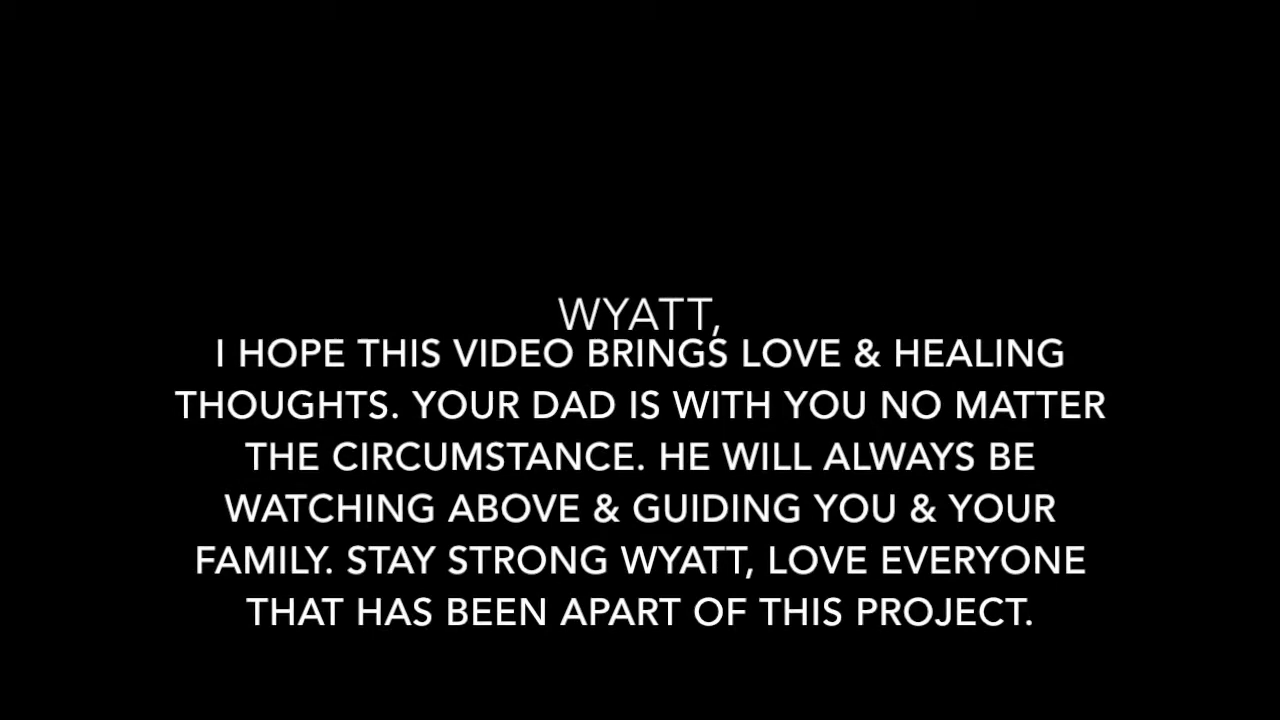 WYATT,
I HOPE THIS VIDEO BRINGS LOVE & HEALING
THOUGHTS. YOUR DAD IS WITH YOU NO MATTER
THE CIRCUMSTANCE. HE WILL ALWAYS BE
WATCHING ABOVE & GUIDING YOU & YOUR
FAMILY. STAY STRONG WYATT, LOVE EVERYONE
THAT HAS BEEN APART OF THIS PROJECT.